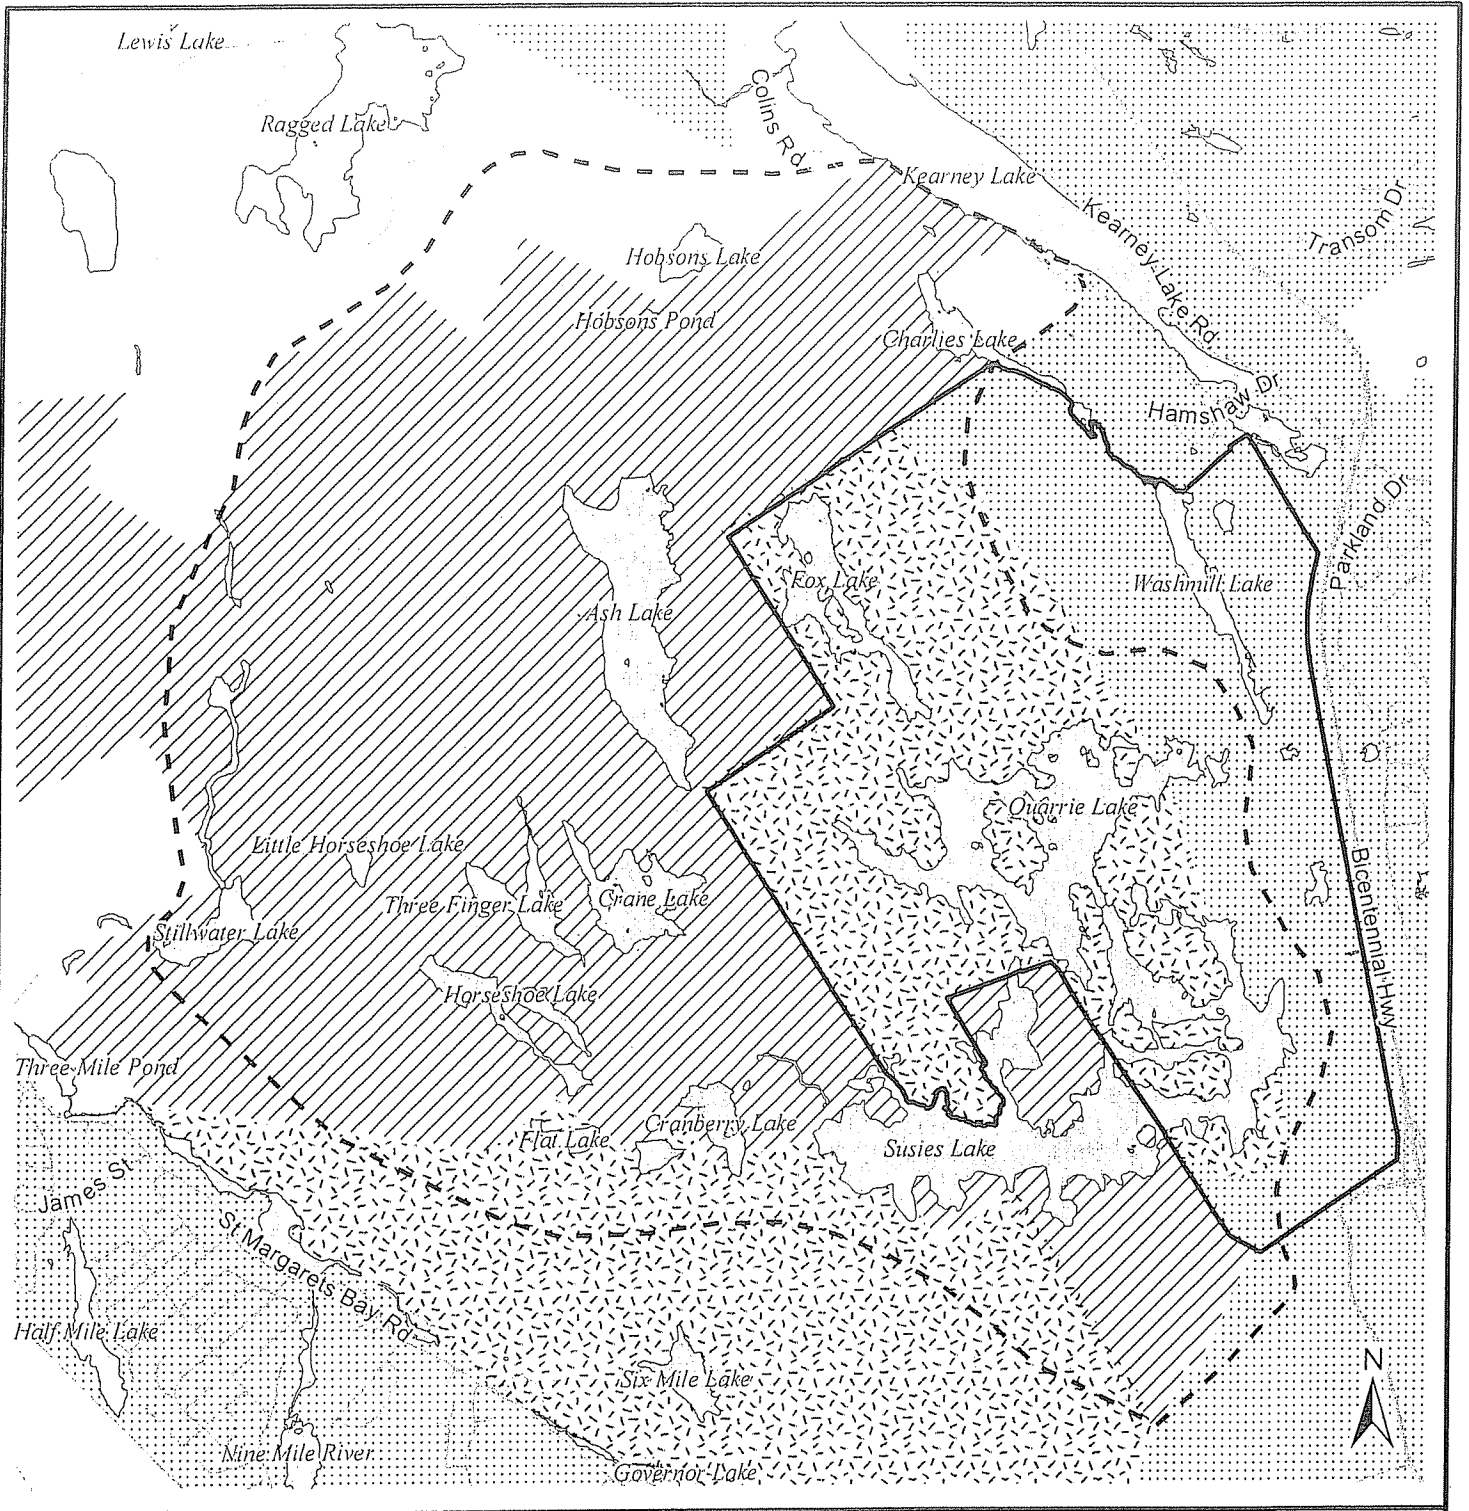 Lewis Lake
Ragged Lake
Colins Rd
Kearney Lake
Kearney Lake Rd
Transom Dr
Hobsons Lake
Hobsons Pond
Charlies Lake
Hamshaw Dr
Parkland Dr
Fox Lake
Washmill Lake
Ash Lake
Quarrie Lake
Little Horseshoe Lake
Three Finger Lake
Crane Lake
Bicentennial Hwy
Stillwater Lake
Horseshoe Lake
Three Mile Pond
Flat Lake
Cranberry Lake
Susies Lake
James St
St Margarets Bay Rd
Half Mile Lake
Six Mile Lake
N
Nine Mile River
Governor Lake